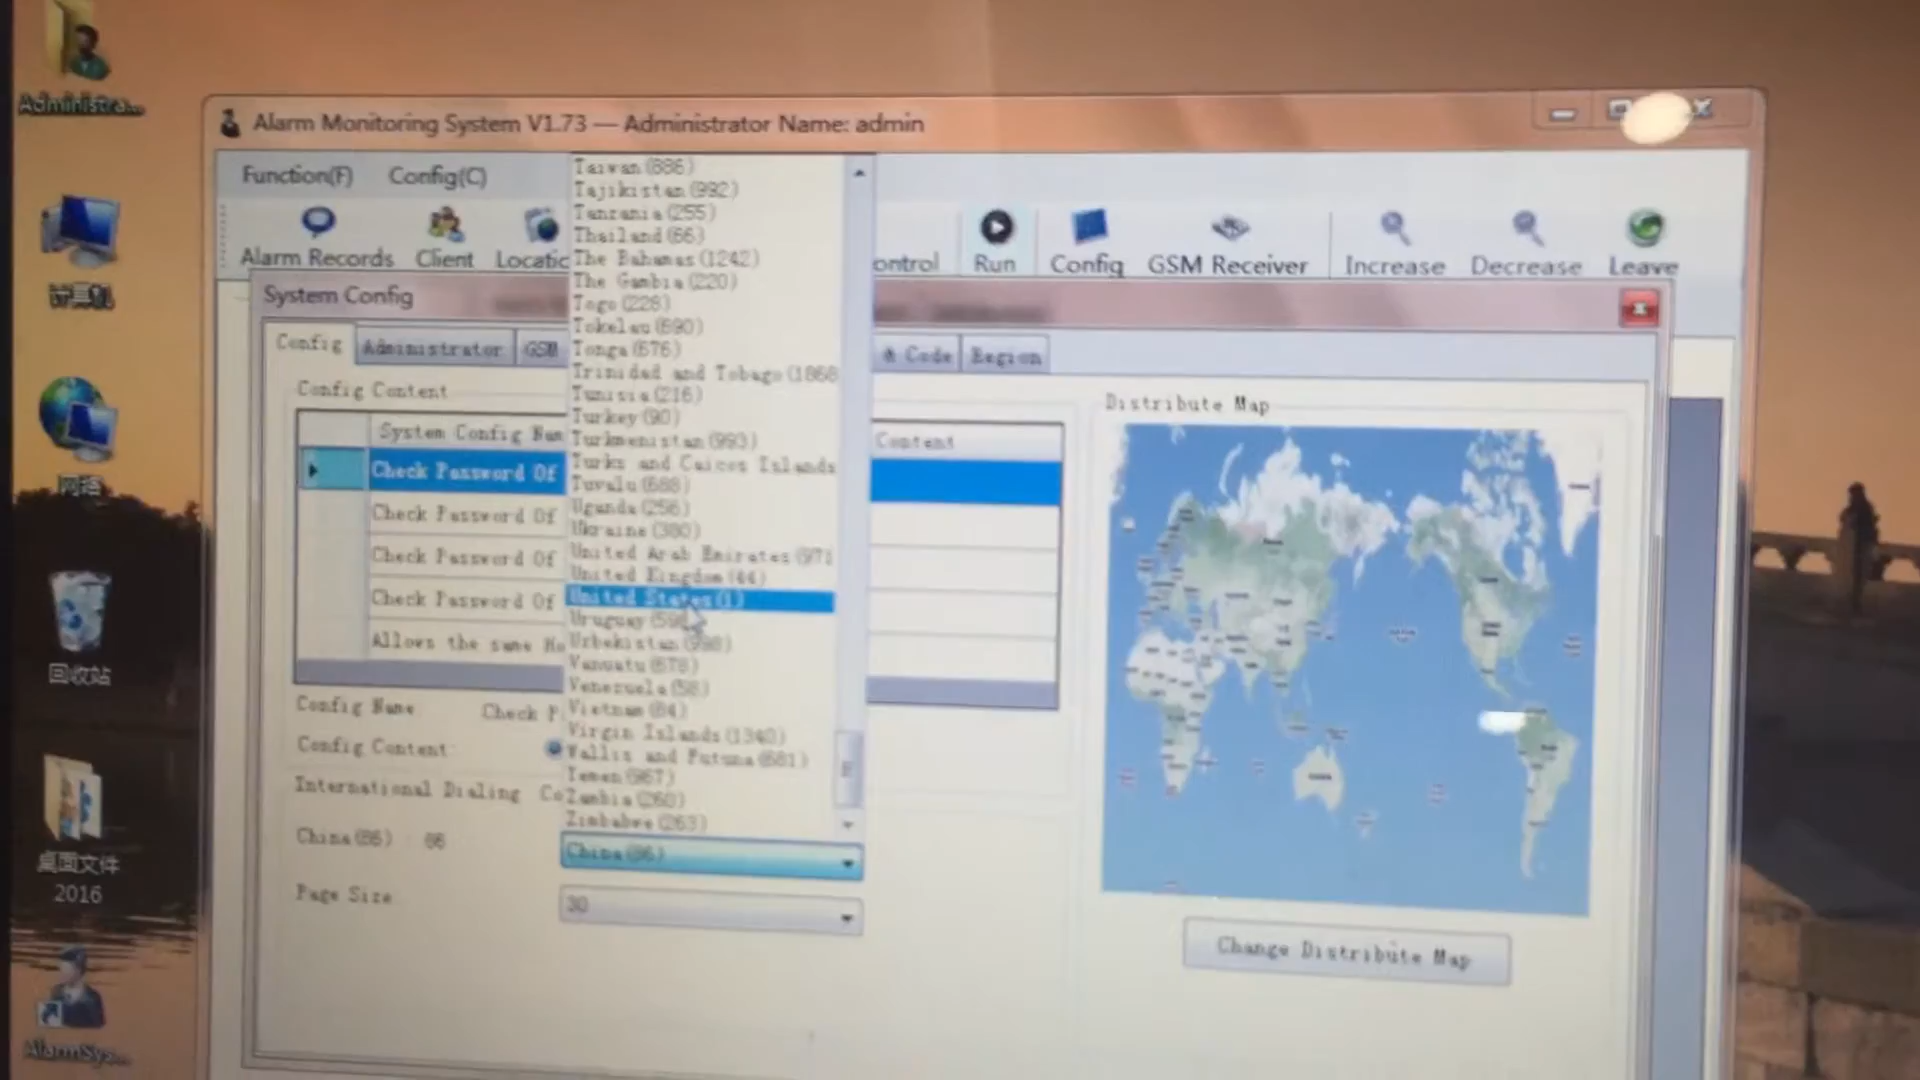 Administra...
计算机
网络
回收站
桌面文件
2016
AlarmSys...
Alarm Monitoring System V1.73 — Administrator Name: admin
Function(F) Config(C)
Alarm Records Client Locatio ontrol Run Config GSM Receiver Increase Decrease Leave
System Config
Config Administrator GSM & Code Region
Config Content
System Config Nam Content
Check Password Of
Check Password Of
Check Password Of
Check Password Of
Allows the same Ho
Config Name Check P
Config Content
International Dialing Co
China(86) 86
Page Size
Taiwan(886)
Tajikistan(992)
Tanzania(255)
Thailand(66)
The Bahamas(1242)
The Gambia(220)
Togo(228)
Tokelau(690)
Tonga(676)
Trinidad and Tobago(1868
Tunisia(216)
Turkey(90)
Turkmenistan(993)
Turks and Caicos Islands
Tuvalu(688)
Uganda(256)
Ukraine(380)
United Arab Emirates(971
United Kingdom(44)
United States(1)
Uruguay(598
Uzbekistan(998)
Vanuatu(678)
Venezuela(58)
Vietnam(84)
Virgin Islands(1340)
Wallis and Futuna(681)
Yemen(967)
Zambia(260)
Zimbabwe(263)
China(86)
30
Distribute Map
Change Distribute Map